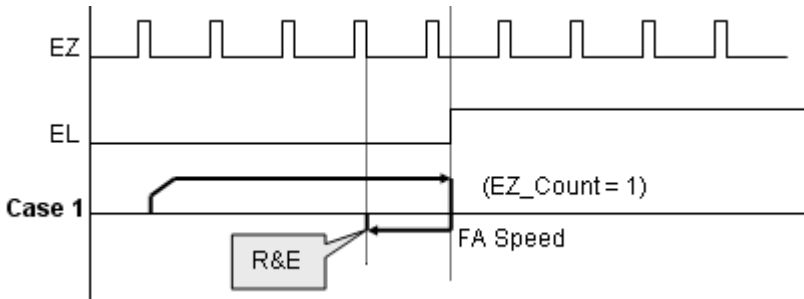 EZ
EL
(EZ_Count = 1)
Case 1
FA Speed
R&E